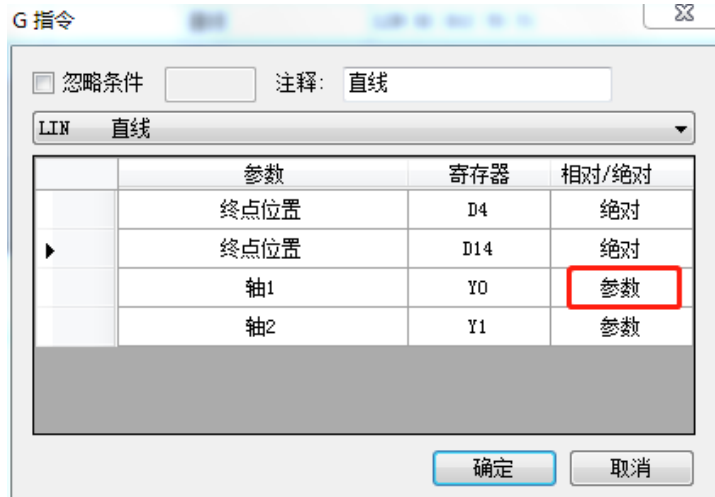 G 指令
忽略条件 注释: 直线
LIN 直线
参数 寄存器 相对/绝对
终点位置 D4 绝对
终点位置 D14 绝对
轴1 Y0 参数
轴2 Y1 参数
确定 取消